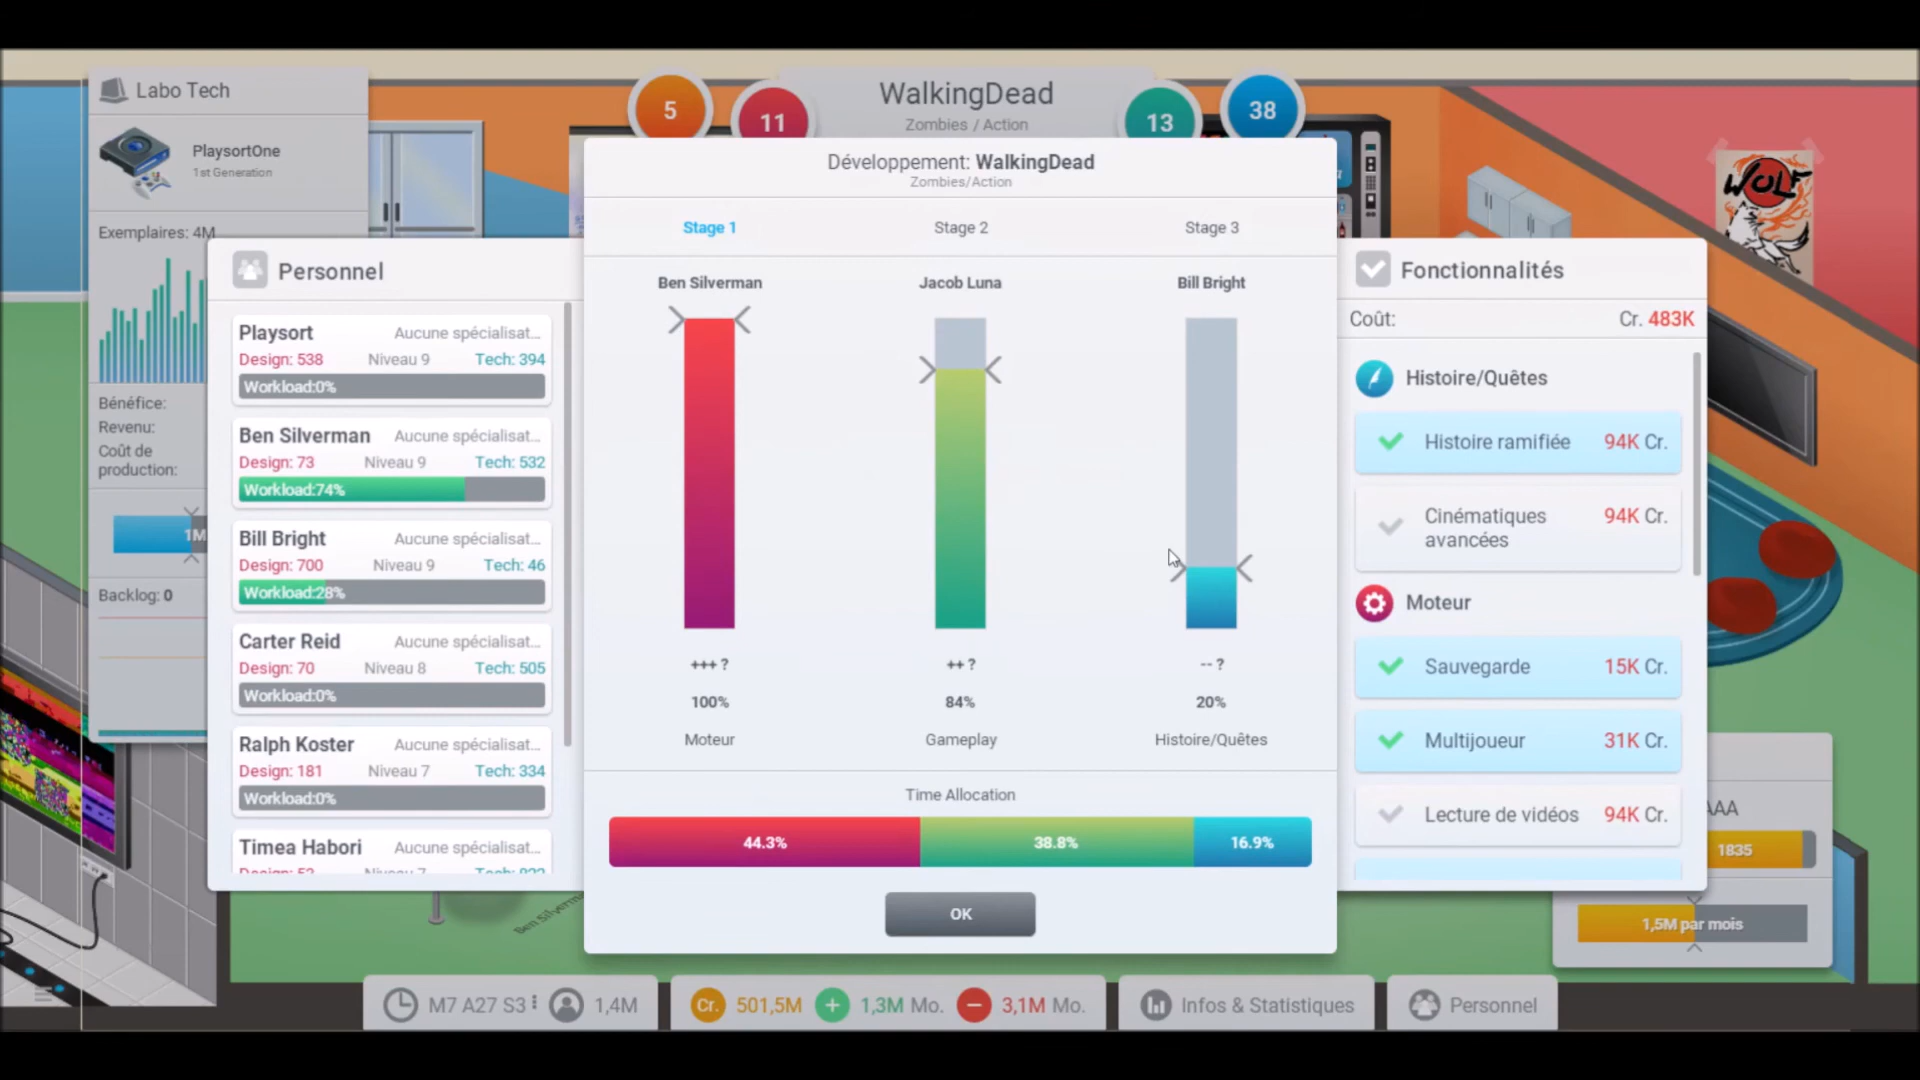 Labo Tech
PlaysortOne
1st Generation
Exemplaires: 4M
Bénéfice:
Revenu:
Coût de
production:
1M
Backlog: 0
5
11
WalkingDead
Zombies / Action
13
38
WOLF
Personnel
Playsort Aucune spécialisat...
Design: 538 Niveau 9 Tech: 394
Workload:0%
Ben Silverman Aucune spécialisat...
Design: 73 Niveau 9 Tech: 532
Workload:74%
Bill Bright Aucune spécialisat...
Design: 700 Niveau 9 Tech: 46
Workload:28%
Carter Reid Aucune spécialisat...
Design: 70 Niveau 8 Tech: 505
Workload:0%
Ralph Koster Aucune spécialisat...
Design: 181 Niveau 7 Tech: 334
Workload:0%
Timea Habori Aucune spécialisat...
Développement: WalkingDead
Zombies/Action
Stage 1 Stage 2 Stage 3
Ben Silverman Jacob Luna Bill Bright
+++ ? ++ ? -- ?
100% 84% 20%
Moteur Gameplay Histoire/Quêtes
Time Allocation
44.3% 38.8% 16.9%
OK
Fonctionnalités
Coût: Cr. 483K
Histoire/Quêtes
Histoire ramifiée 94K Cr.
Cinématiques
avancées 94K Cr.
Moteur
Sauvegarde 15K Cr.
Multijoueur 31K Cr.
Lecture de vidéos 94K Cr.
AAA
1835
1,5M par mois
Ben Silverman
M7 A27 S3 1,4M
Cr. 501,5M 1,3M Mo. 3,1M Mo.
Infos & Statistiques
Personnel